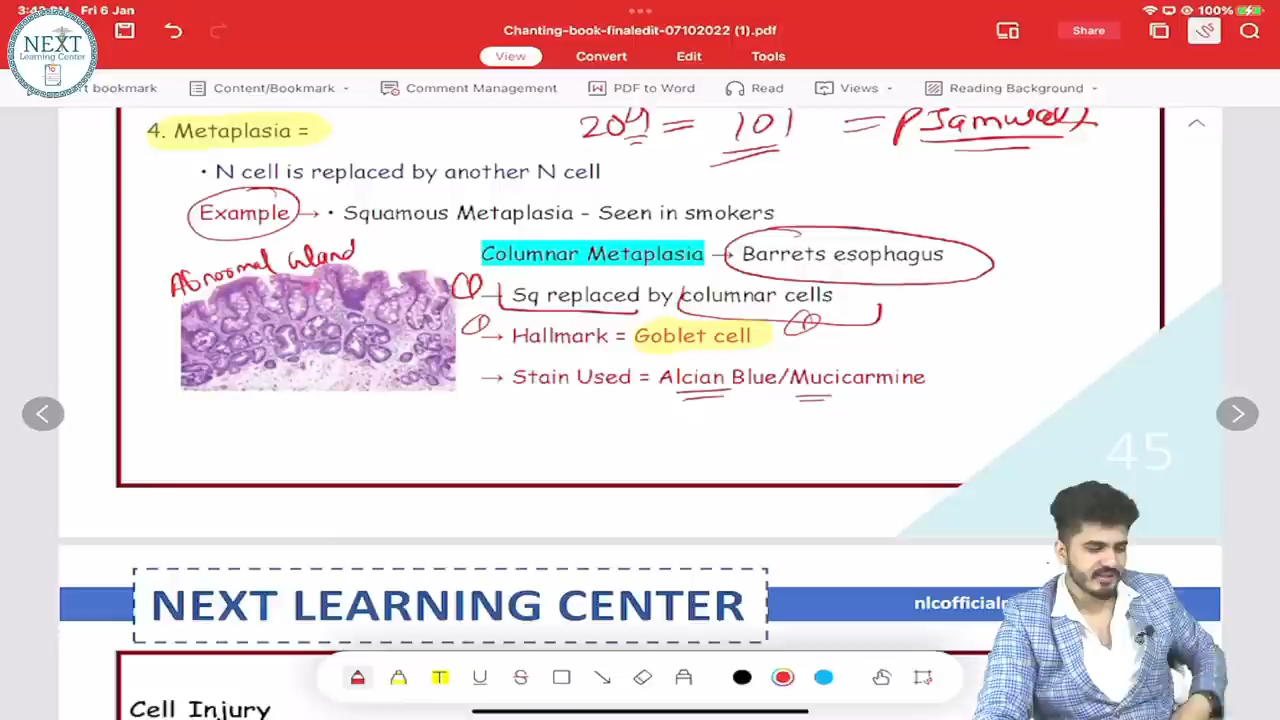 3:4 Fri 6 Jan
100%
NEXT
Learning Center
Chanting-book-finaledit-07102022 (1).pdf
Share
View Convert Edit Tools
bookmark Content/Bookmark Comment Management PDF to Word Read Views Reading Background
4. Metaplasia =
204 = 101 =
• N cell is replaced by another N cell
Example → • Squamous Metaplasia - Seen in smokers
Columnar Metaplasia → Barrets esophagus
Abnormal gland
→ Sq replaced by columnar cells
→ Hallmark = Goblet cell
→ Stain Used = Alcian Blue/Mucicarmine
45
NEXT LEARNING CENTER
nlcofficial
Cell Injury